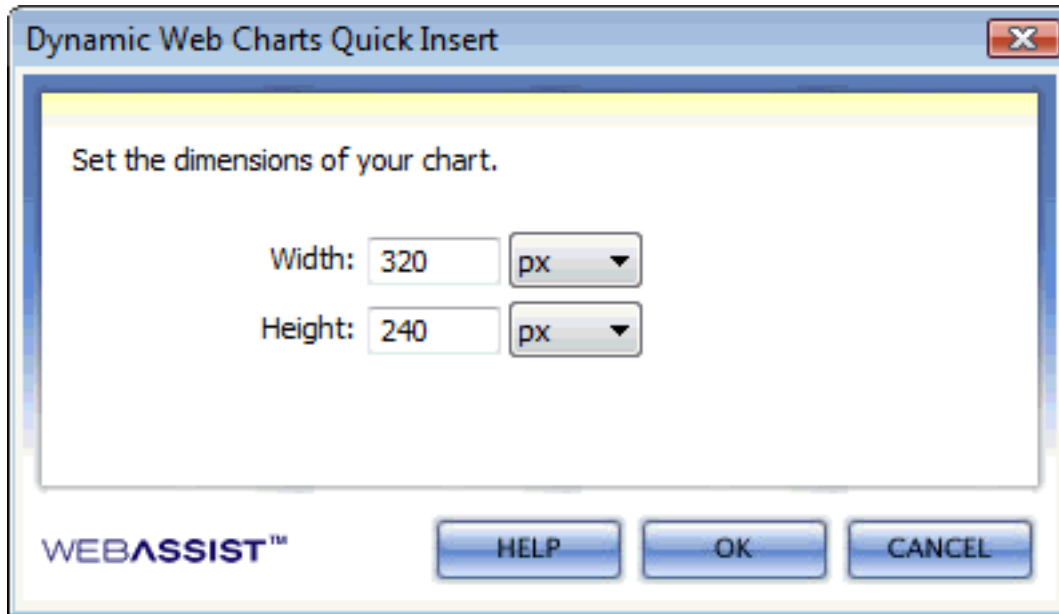 Dynamic Web Charts Quick Insert
Set the dimensions of your chart.
Width: 320 px
Height: 240 px
WEBASSIST™ HELP OK CANCEL